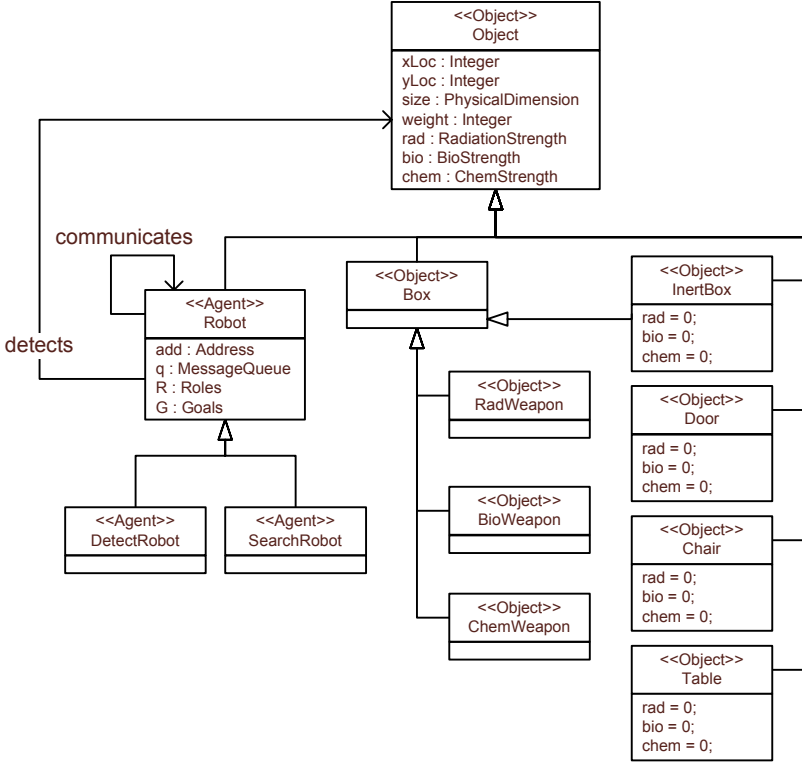 <<Object>>
Object
xLoc : Integer
yLoc : Integer
size : PhysicalDimension
weight : Integer
rad : RadiationStrength
bio : BioStrength
chem : ChemStrength
communicates
detects
<<Agent>>
Robot
add : Address
q : MessageQueue
R : Roles
G : Goals
<<Agent>>
DetectRobot
<<Agent>>
SearchRobot
<<Object>>
Box
<<Object>>
RadWeapon
<<Object>>
BioWeapon
<<Object>>
ChemWeapon
<<Object>>
InertBox
rad = 0;
bio = 0;
chem = 0;
<<Object>>
Door
rad = 0;
bio = 0;
chem = 0;
<<Object>>
Chair
rad = 0;
bio = 0;
chem = 0;
<<Object>>
Table
rad = 0;
bio = 0;
chem = 0;